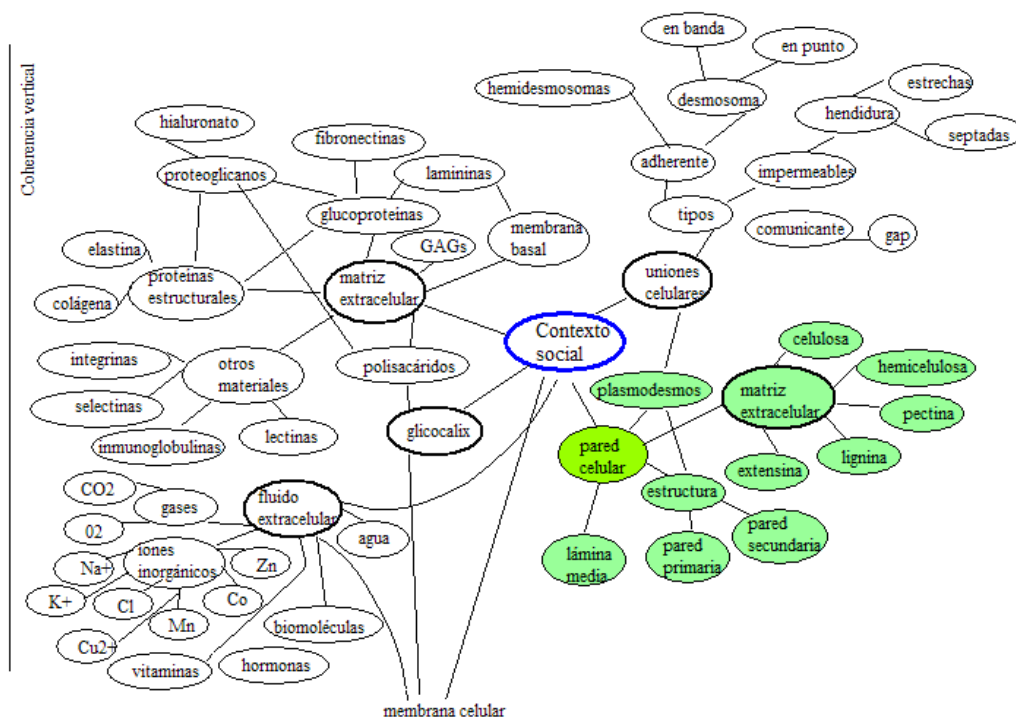 en banda
en punto
estrechas
hemidesmosomas
desmosoma
hendidura
hialuronato
septadas
fibronectinas
adherente
impermeables
proteoglicanos
lamininas
tipos
glucoproteinas
comunicante
gap
membrana
basal
GAGs
elastina
proteinas
estructurales
matriz
extracelular
uniones
celulares
colágena
Contexto
social
celulosa
integrinas
otros
materiales
polisacáridos
hemicelulosa
plasmodesmos
matriz
extracelular
selectinas
pectina
inmunoglobulinas
lectinas
glicocalix
pared
celular
lignina
extensina
CO2
gases
fluido
extracelular
estructura
02
agua
pared
secundaria
iones
inorgánicos
Na+
Zn
lámina
media
pared
primaria
K+
Cl
Co
Mn
biomoléculas
Cu2+
vitaminas
hormonas
membrana celular
Coherencia vertical